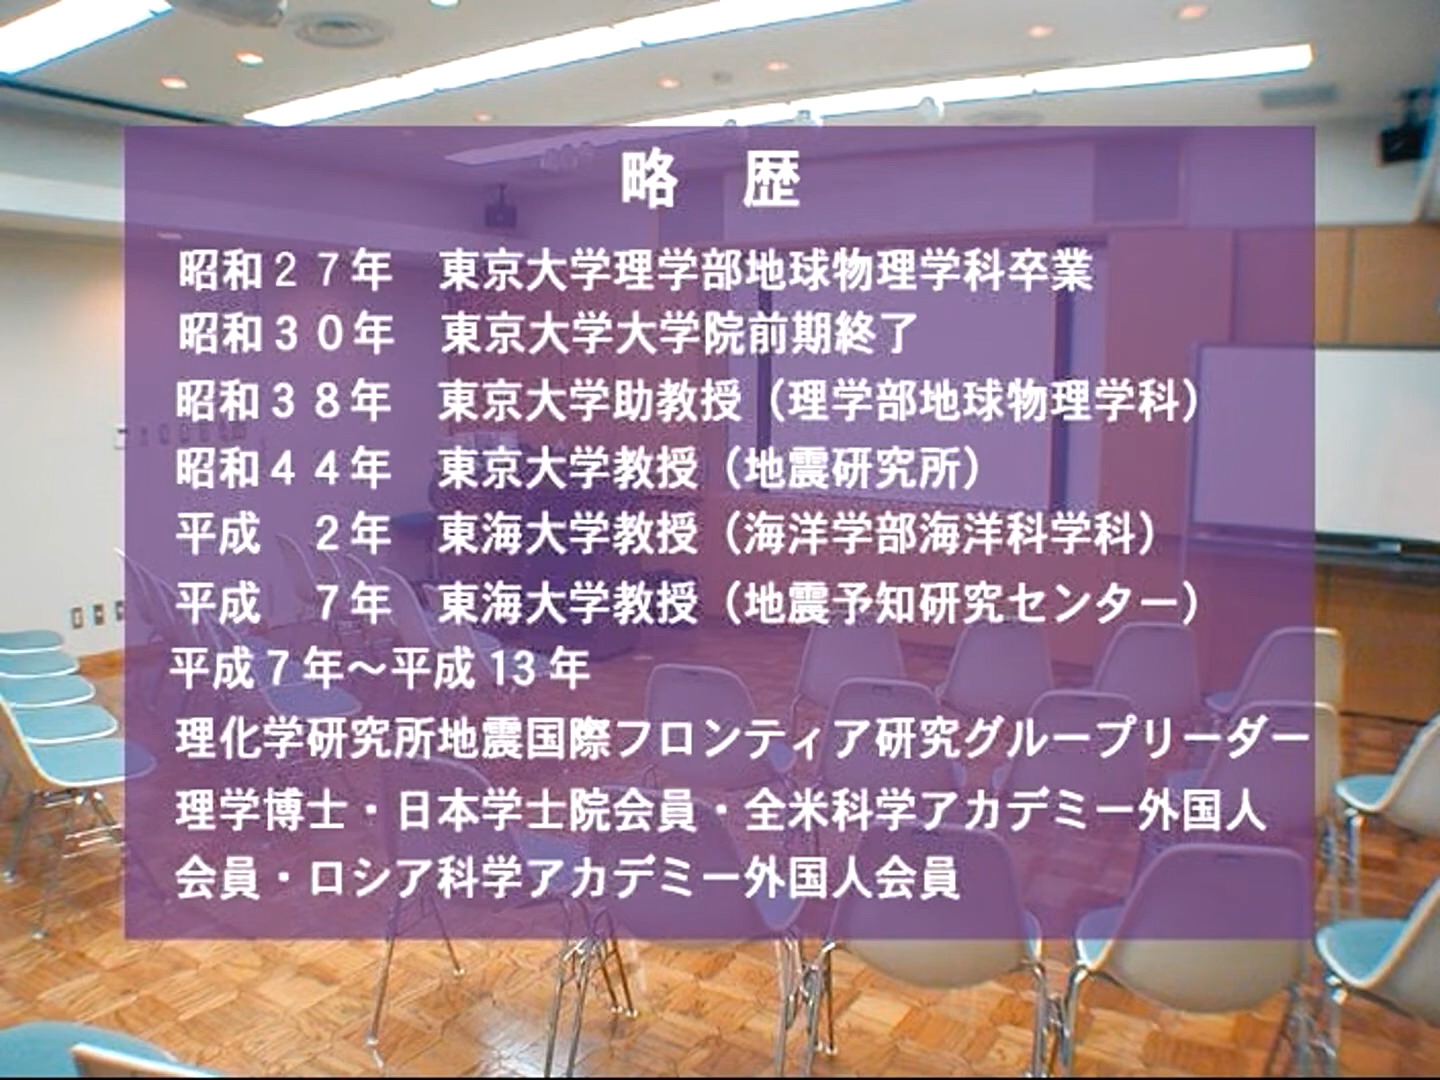 略　歴
昭和２７年　東京大学理学部地球物理学科卒業
昭和３０年　東京大学大学院前期終了
昭和３８年　東京大学助教授（理学部地球物理学科）
昭和４４年　東京大学教授（地震研究所）
平成　２年　東海大学教授（海洋学部海洋科学科）
平成　７年　東海大学教授（地震予知研究センター）
平成７年～平成 13 年
理化学研究所地震国際フロンティア研究グループリーダー
理学博士・日本学士院会員・全米科学アカデミー外国人
会員・ロシア科学アカデミー外国人会員